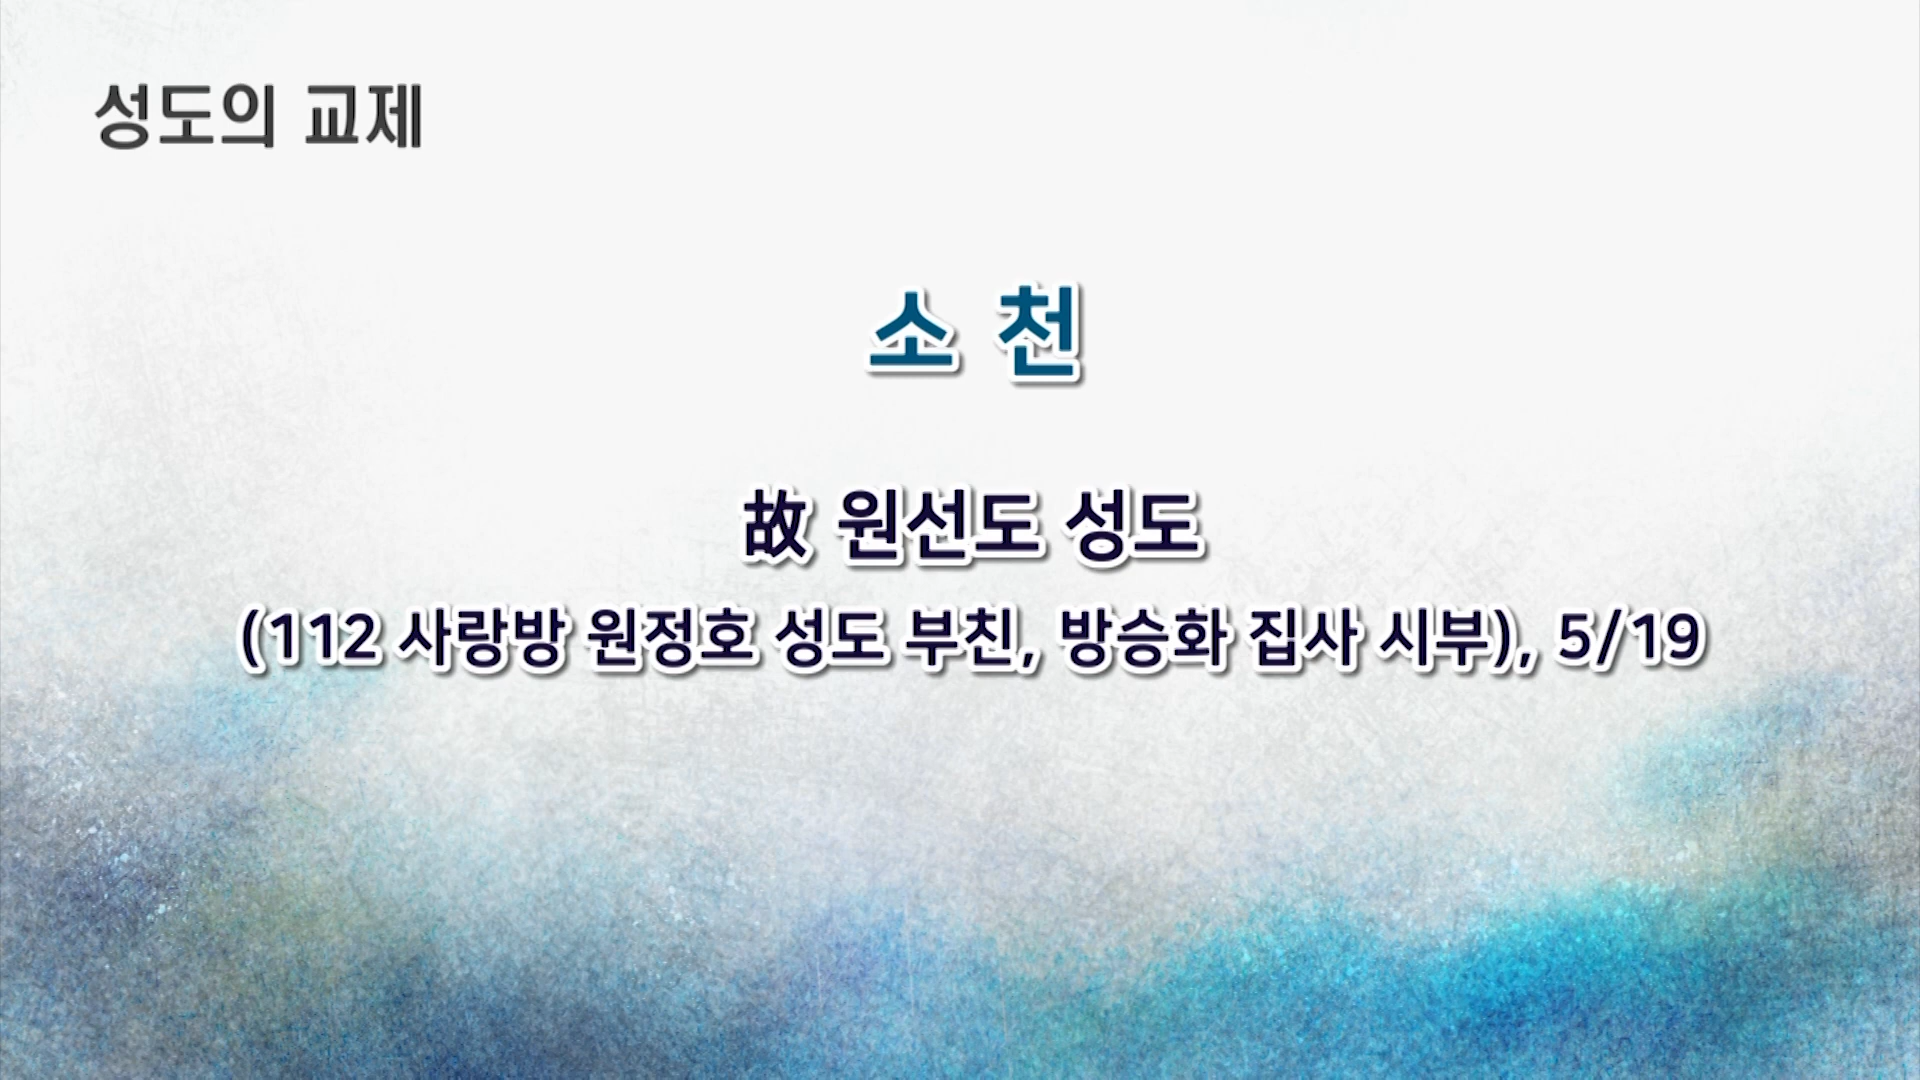 성도의 교제
소 천
故 원선도 성도
(112 사랑방 원정호 성도 부친, 방승화 집사 시부), 5/19